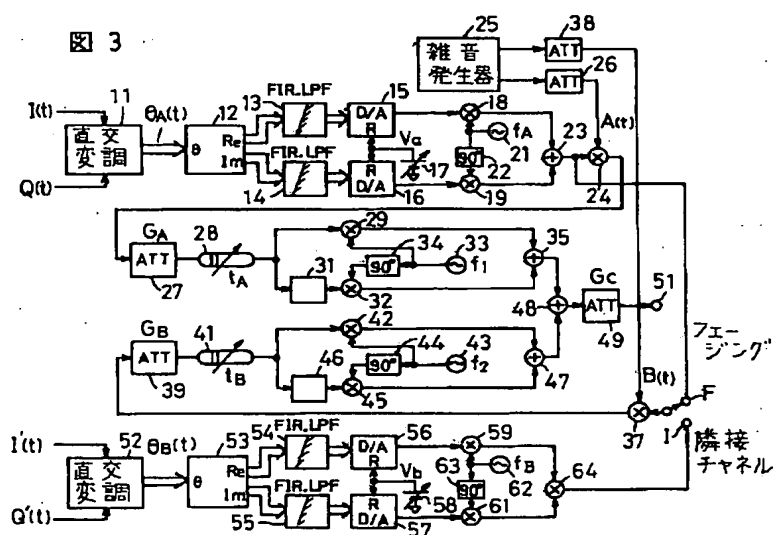 図 3
25
雑音
発生器
38
ATT
26
ATT
I(t)
11
直交
変調
Q(t)
θA(t)
12
θ
Re
Im
FIR.LPF
13
FIR.LPF
14
15
D/A
R
R
D/A
16
Va
17
18
fA
21
90°
22
19
23
A(t)
24
GA
ATT
27
28
tA
29
31
34
90°
32
33
f1
35
GB
ATT
39
41
tB
42
46
44
90°
45
43
f2
47
48
Gc
ATT
49
51
フェー
ジング
B(t)
37
F
I
隣接
チャネル
I'(t)
52
直交
変調
Q'(t)
θB(t)
53
θ
Re
Im
FIR.LPF
54
FIR.LPF
55
56
D/A
R
R
D/A
57
Vb
58
59
fB
62
63
90°
61
64